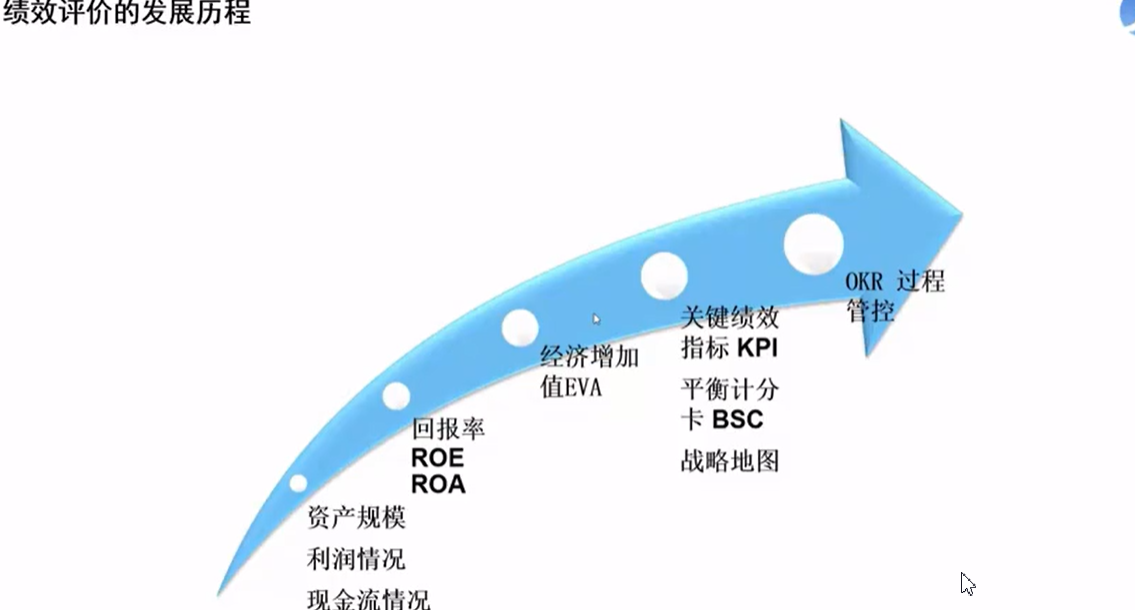 绩效评价的发展历程
资产规模
利润情况
现金流情况
回报率
ROE
ROA
经济增加
值EVA
关键绩效
指标 KPI
平衡计分
卡 BSC
战略地图
OKR 过程
管控